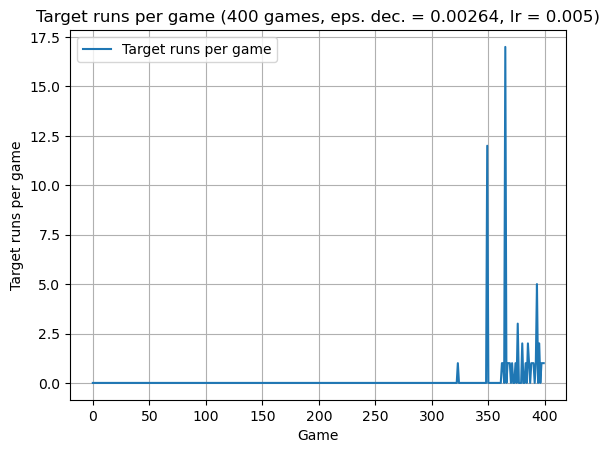 Target runs per game (400 games, eps. dec. = 0.00264, lr = 0.005)
Target runs per game
17.5
15.0
12.5
10.0
7.5
5.0
2.5
0.0
Target runs per game
0 50 100 150 200 250 300 350 400
Game